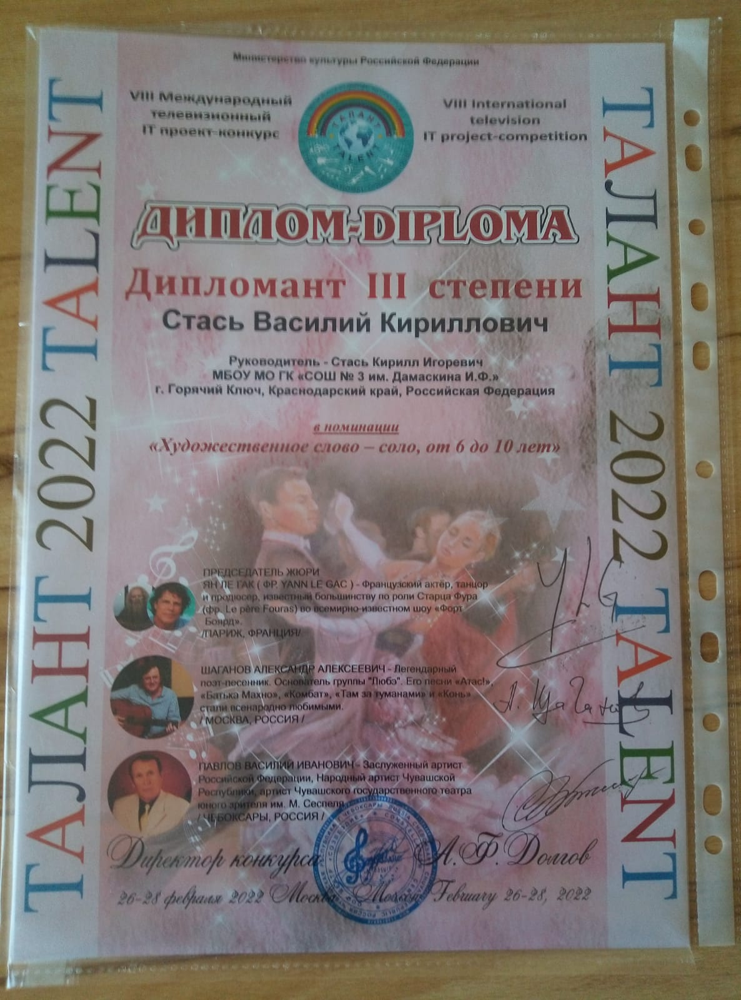 Министерство культуры Российской Федерации
VIII Международный
телевизионный
IT проект-конкурс
ТАЛАНТ
TALENT
VIII International
television
IT project-competition
ТАЛАНТ 2022 TALENT
ТАЛАНТ 2022 TALENT
ДИПЛОМ-DIPLOMA
Дипломант III степени
Стась Василий Кириллович
Руководитель - Стась Кирилл Игоревич
МБОУ МО ГК «СОШ № 3 им. Дамаскина И.Ф.»
г. Горячий Ключ, Краснодарский край, Российская Федерация
в номинации
«Художественное слово – соло, от 6 до 10 лет»
ПРЕДСЕДАТЕЛЬ ЖЮРИ
ЯН ЛЕ ГАК ( ФР. YANN LE GAC ) - Французский актёр, танцор
и продюсер, известный большинству по роли Старца Фура
(фр. Le père Fouras) во всемирно-известном шоу «Форт
Боярд».
/ПАРИЖ, ФРАНЦИЯ/
ШАГАНОВ АЛЕКСАНДР АЛЕКСЕЕВИЧ - Легендарный
поэт-песенник. Основатель группы "Любэ". Его песни «Атас!»,
«Батька Махно», «Комбат», «Там за туманами» и «Конь»
стали всенародно любимыми.
/ МОСКВА, РОССИЯ /
А. Шаганов
ПАВЛОВ ВАСИЛИЙ ИВАНОВИЧ - Заслуженный артист
Российской Федерации, Народный артист Чувашской
Республики, артист Чувашского государственного театра
юного зрителя им. М. Сеспеля
/ ЧЕБОКСАРЫ, РОССИЯ /
Директор конкурса А.Ф. Долгов
26-28 февраля 2022 Москва Moscow February 26-28, 2022